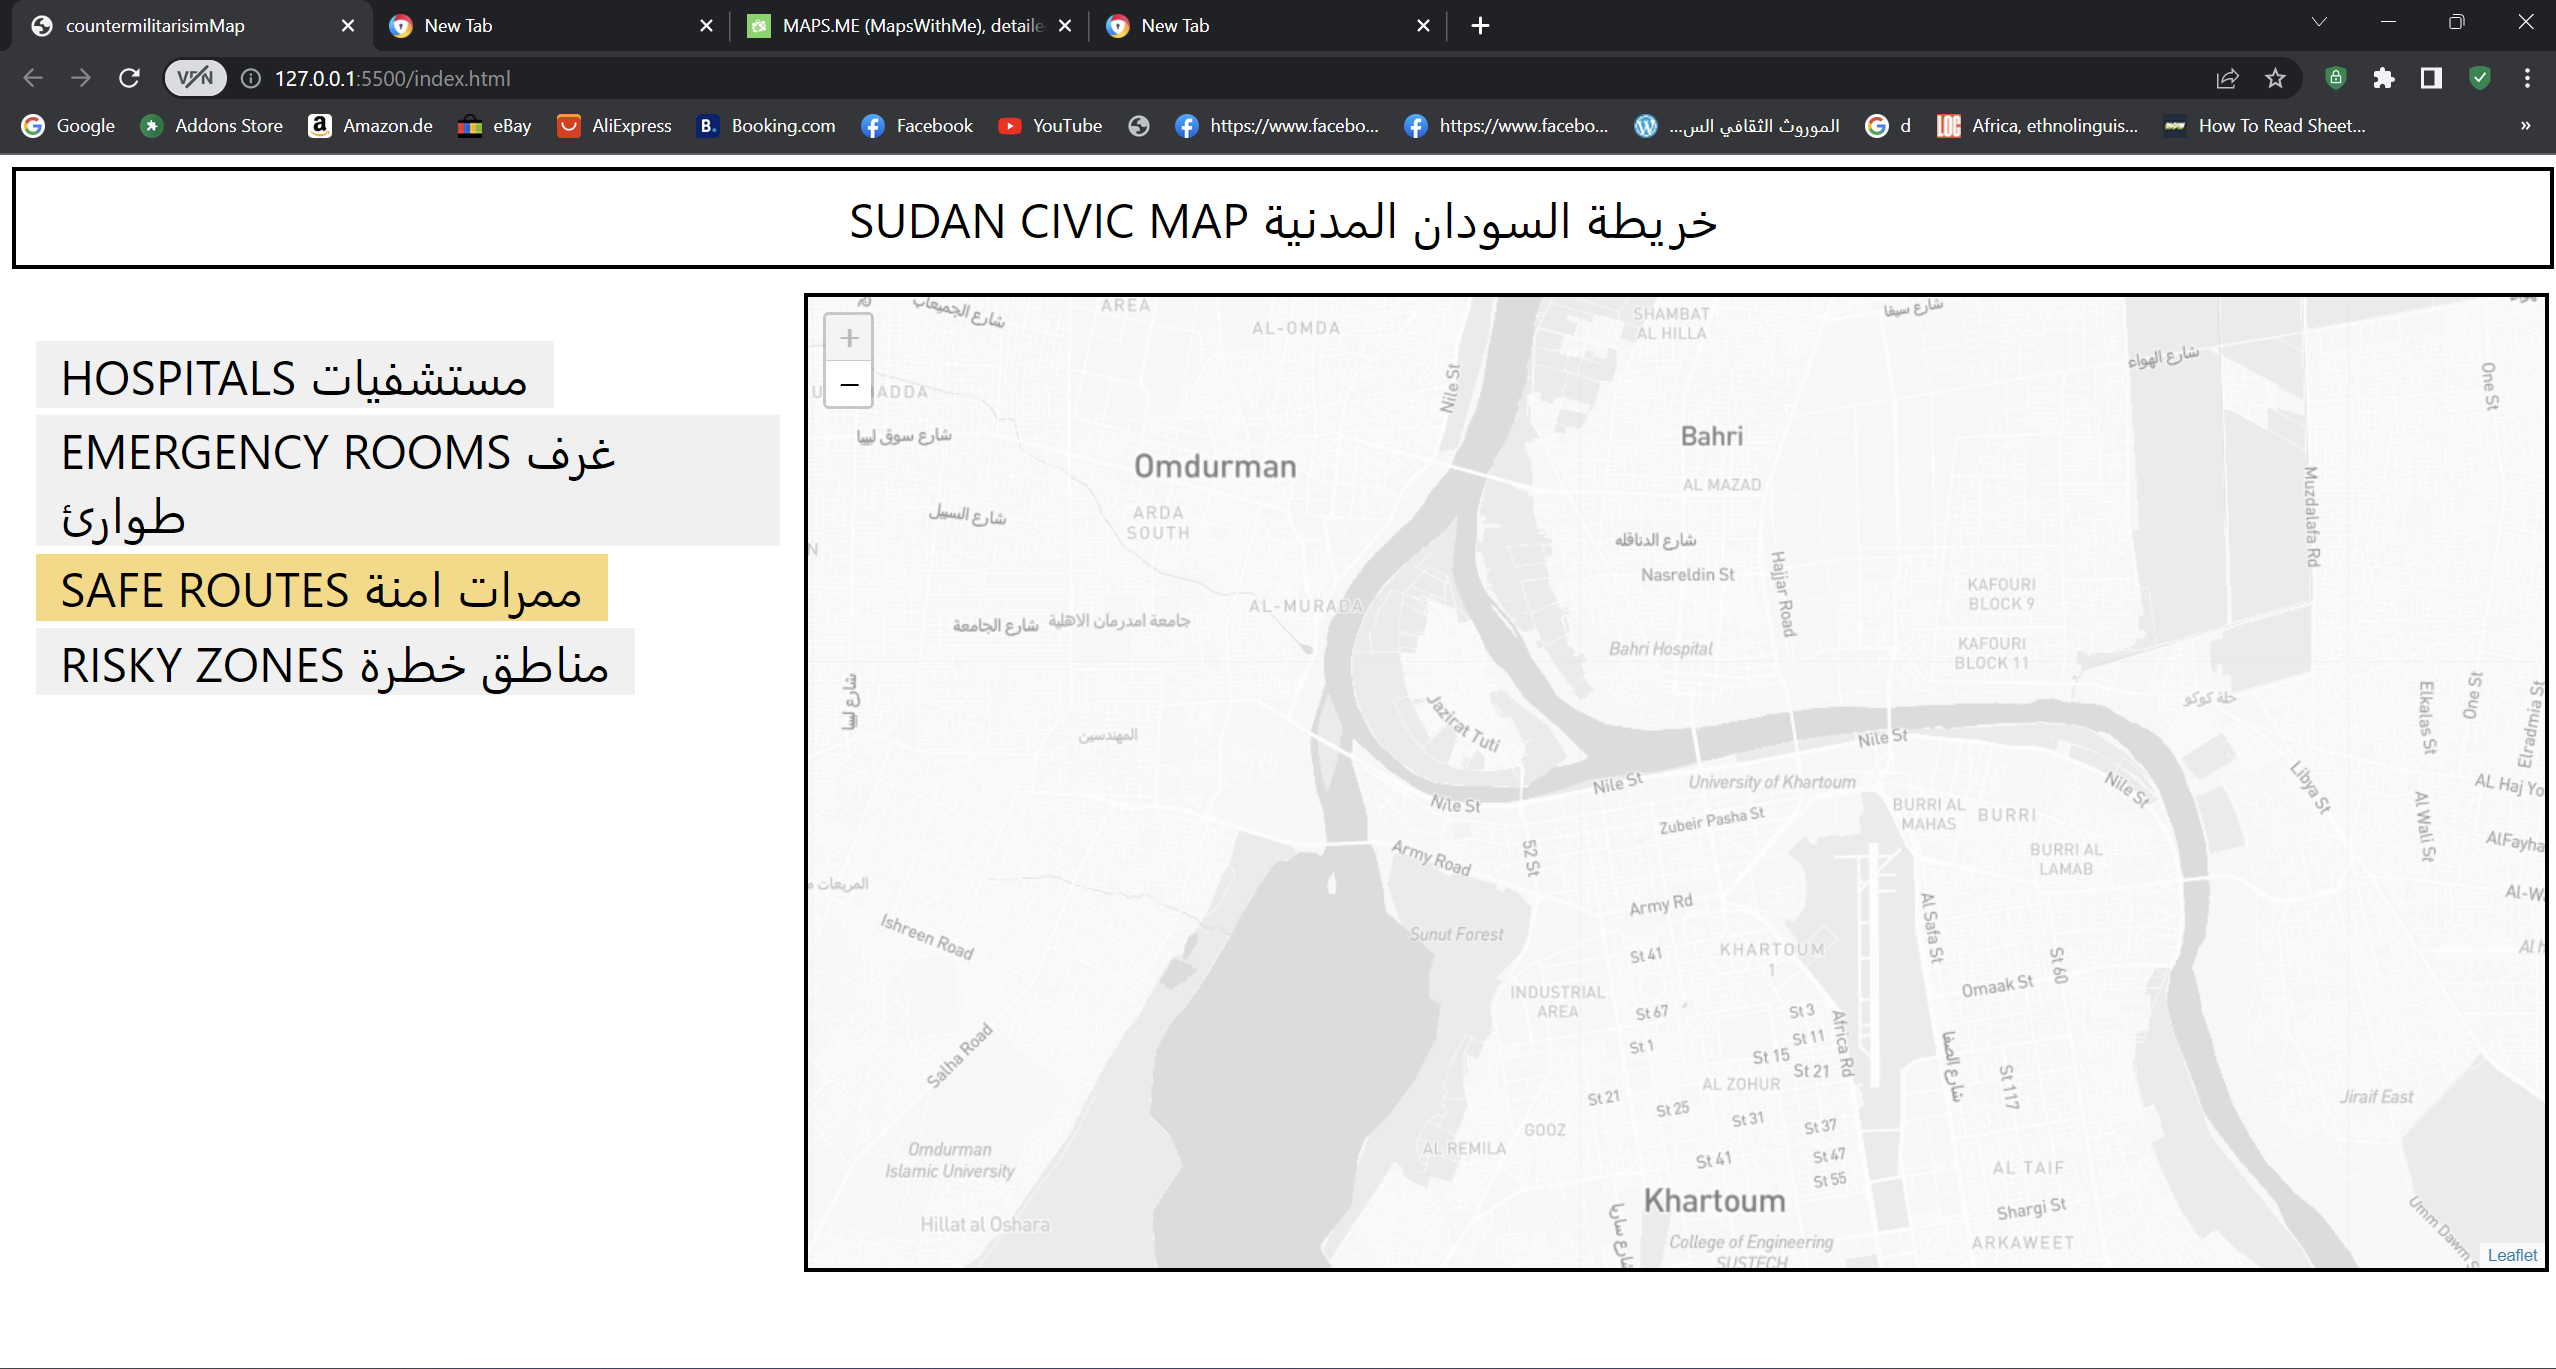 countermilitarisimMap
New Tab
MAPS.ME (MapsWithMe), detaile
New Tab
VPN
127.0.0.1:5500/index.html
Google
Addons Store
Amazon.de
eBay
AliExpress
Booking.com
Facebook
YouTube
https://www.facebo...
https://www.facebo...
الموروث الثقافي الس...
d
Africa, ethnolinguis...
How To Read Sheet...
SUDAN CIVIC MAP خريطة السودان المدنية
HOSPITALS مستشفيات
EMERGENCY ROOMS غرف
طوارئ
SAFE ROUTES ممرات امنة
RISKY ZONES مناطق خطرة
+
−
شارع الجميعاب
AREA
AL-OMDA
SHAMBAT
AL HILLA
شارع سيفا
شارع الهواء
One St
Nile St
ADDA
شارع سوق ليبيا
Omdurman
Bahri
AL MAZAD
Muzdalafa Rd
شارع السيل
ARDA
SOUTH
شارع الدناقله
Nasreldin St
Hajjar Road
KAFOURI
BLOCK 9
AL-MURADA
شارع الجامعة
جامعة امدرمان الاهلية
Bahri Hospital
KAFOURI
BLOCK 11
شارع ليبيا
المهندسين
Jazirat Tuti
حلة كوكو
Elkalas St
One St
Elradmia St
Nile St
Nile St
Nile St
Nile St
University of Khartoum
Zubeir Pasha St
BURRI AL
MAHAS
BURRI
BURRI AL
LAMAB
Libya St
AL Haj Yo
Al Wali St
AlFayha
Al-W
Al h
Army Road
52 St
المربعات
Ishreen Road
Army Rd
Sunut Forest
St 41
KHARTOUM
1
Al Safa St
St 60
Omaak St
INDUSTRIAL
AREA
St 67
St 1
St 3
St 11
St 15
St 21
Africa Rd
شارع الصفا
St 117
Salha Road
AL ZOHUR
St 21
St 25
St 31
St 37
GOOZ
AL REMILA
St 41
St 47
St 55
Jiraif East
Omdurman
Islamic University
Hillat al Oshara
Khartoum
شارع ساريا
College of Engineering
SUSTECH
AL TAIF
Shargi St
ARKAWEET
Umm Dawm
Leaflet